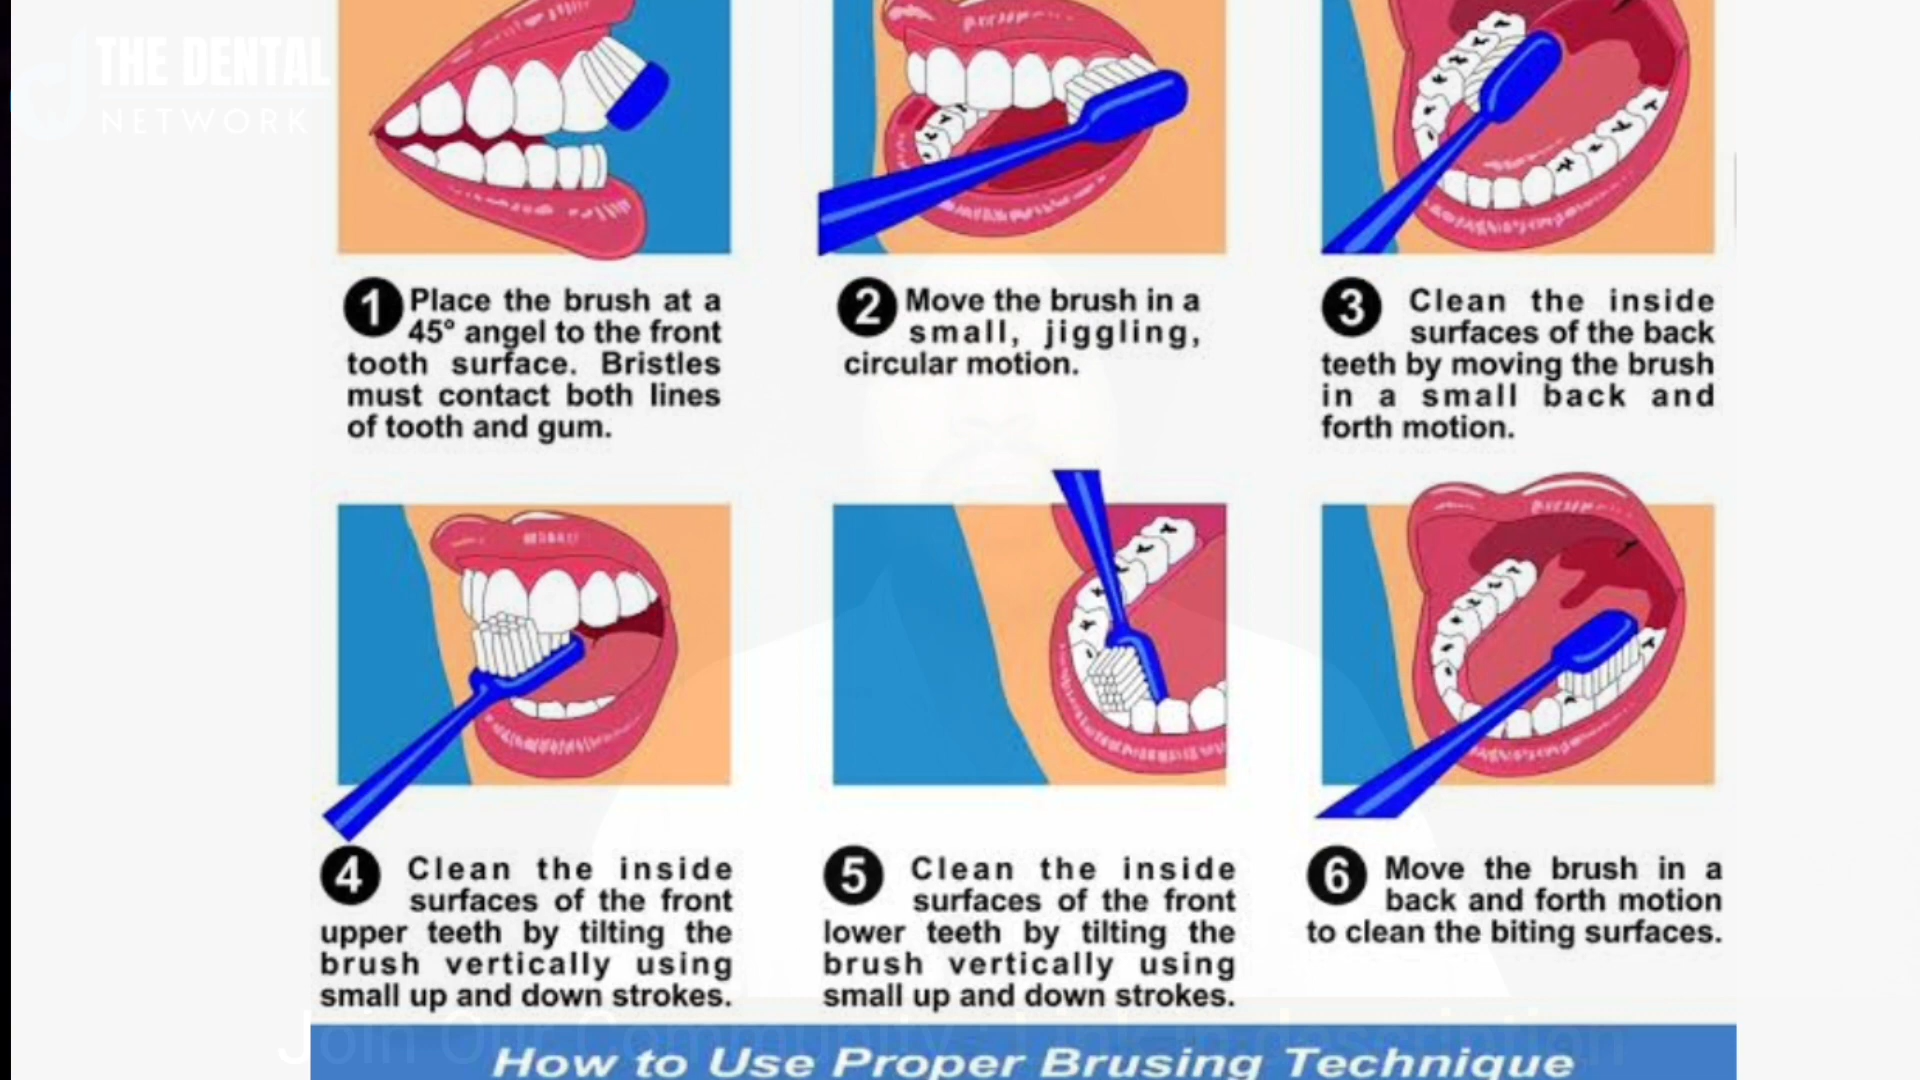 THE DENTAL
NETWORK
1 Place the brush at a
45° angel to the front
tooth surface. Bristles
must contact both lines
of tooth and gum.
2 Move the brush in a
small, jiggling,
circular motion.
3 Clean the inside
surfaces of the back
teeth by moving the brush
in a small back and
forth motion.
4 Clean the inside
surfaces of the front
upper teeth by tilting the
brush vertically using
small up and down strokes.
5 Clean the inside
surfaces of the front
lower teeth by tilting the
brush vertically using
small up and down strokes.
6 Move the brush in a
back and forth motion
to clean the biting surfaces.
Join Our Community - Link in description
How to Use Proper Brusing Technique